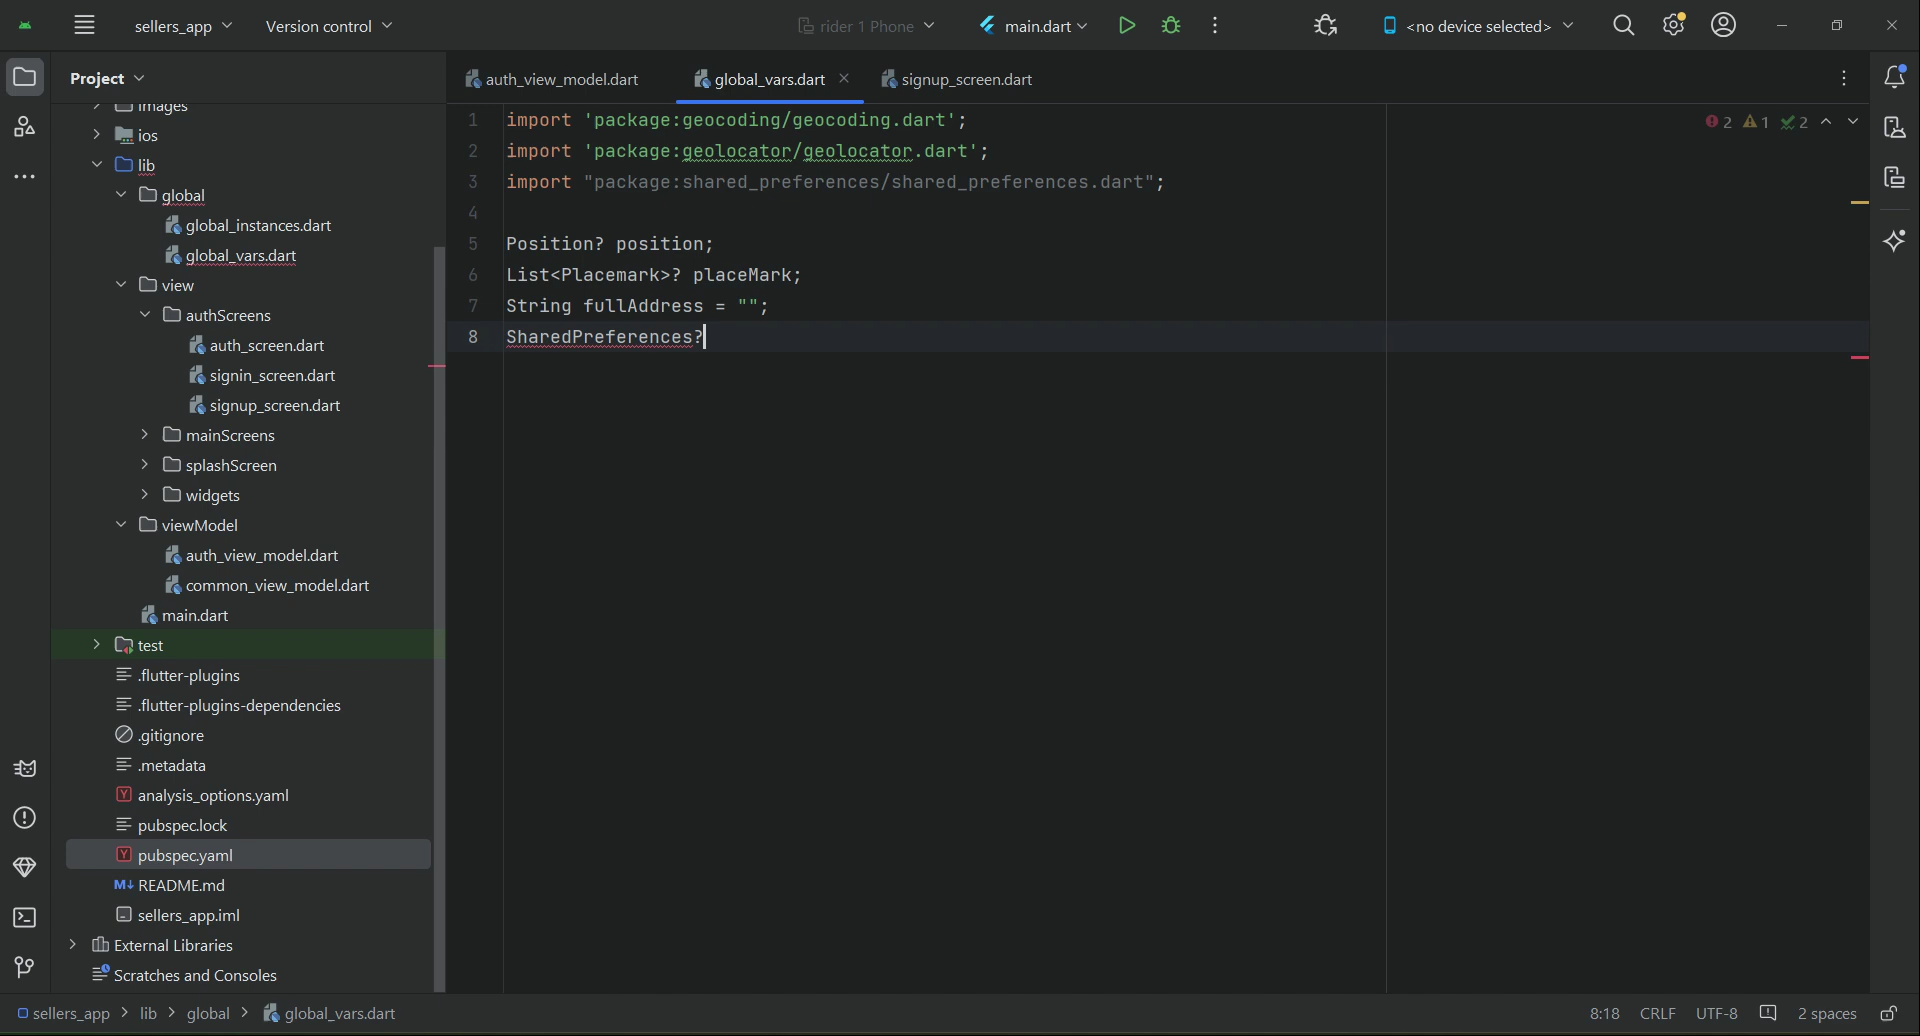 sellers_app
Version control
rider 1 Phone
main.dart
<no device selected>
Project
auth_view_model.dart
global_vars.dart
signup_screen.dart
images
ios
lib
global
global_instances.dart
global_vars.dart
view
authScreens
auth_screen.dart
signin_screen.dart
signup_screen.dart
mainScreens
splashScreen
widgets
viewModel
auth_view_model.dart
common_view_model.dart
main.dart
test
.flutter-plugins
.flutter-plugins-dependencies
.gitignore
.metadata
analysis_options.yaml
pubspec.lock
pubspec.yaml
README.md
sellers_app.iml
External Libraries
Scratches and Consoles
1 import 'package:geocoding/geocoding.dart';
2 import 'package:geolocator/geolocator.dart';
3 import "package:shared_preferences/shared_preferences.dart";
4
5 Position? position;
6 List<Placemark>? placeMark;
7 String fullAddress = "";
8 SharedPreferences?
2 1 2
sellers_app > lib > global > global_vars.dart
8:18 CRLF UTF-8 2 spaces